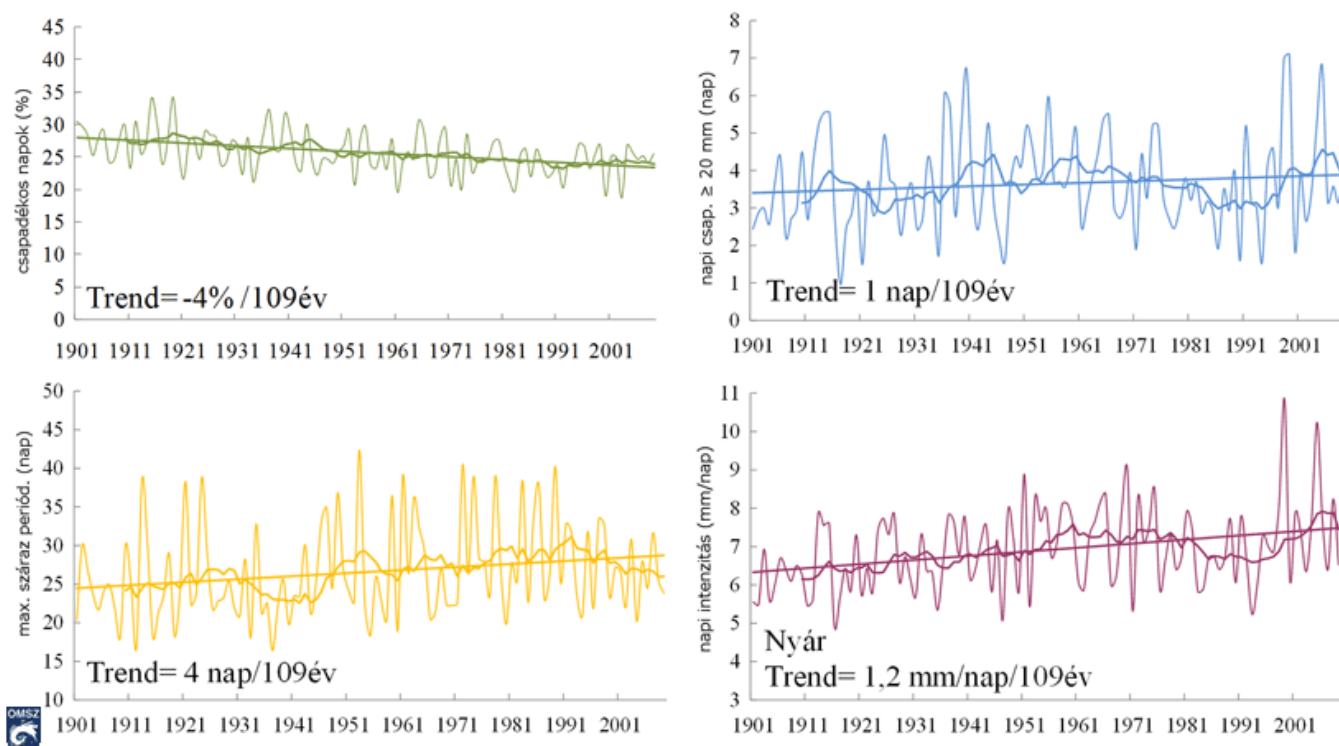 csapadékos napok (%)
45
40
35
30
25
20
15
10
5
0
Trend= -4% /109év
1901 1911 1921 1931 1941 1951 1961 1971 1981 1991 2001
napi csap. ≥ 20 mm (nap)
8
7
6
5
4
3
2
1
0
Trend= 1 nap/109év
1901 1911 1921 1931 1941 1951 1961 1971 1981 1991 2001
max. száraz periód. (nap)
50
45
40
35
30
25
20
15
10
Trend= 4 nap/109év
1901 1911 1921 1931 1941 1951 1961 1971 1981 1991 2001
napi intenzitás (mm/nap)
11
10
9
8
7
6
5
4
3
Nyár
Trend= 1,2 mm/nap/109év
1901 1911 1921 1931 1941 1951 1961 1971 1981 1991 2001
OMSZ